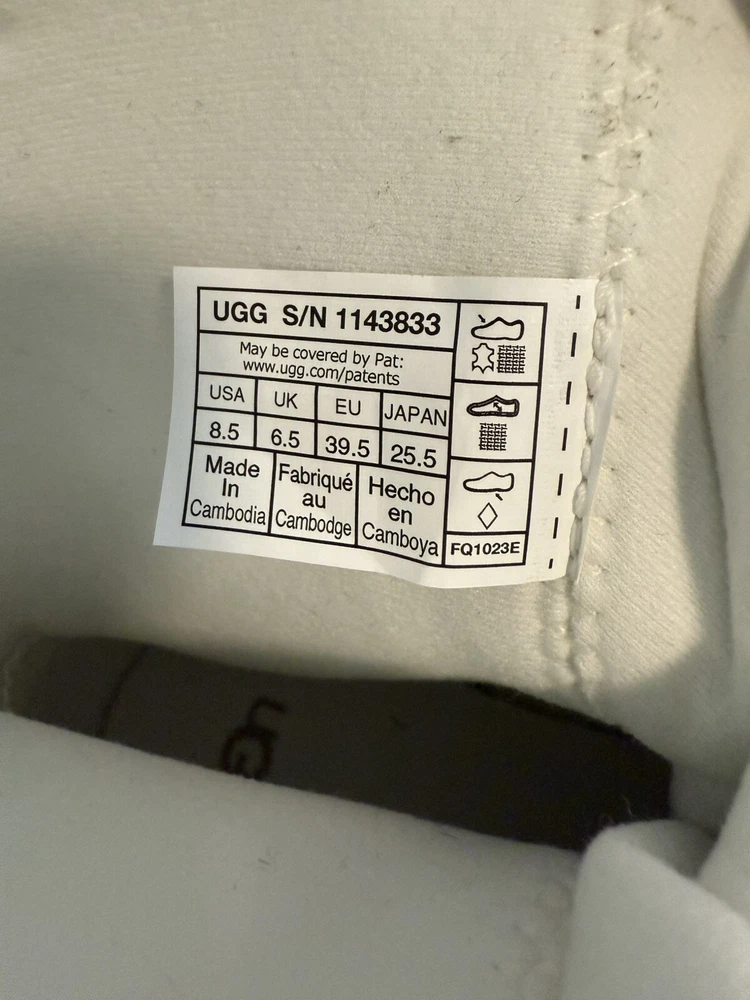 UGG S/N 1143833
May be covered by Pat:
www.ugg.com/patents
USA UK EU JAPAN
8.5 6.5 39.5 25.5
Made In Cambodia
Fabriqué au Cambodge
Hecho en Camboya
FQ1023E
UG